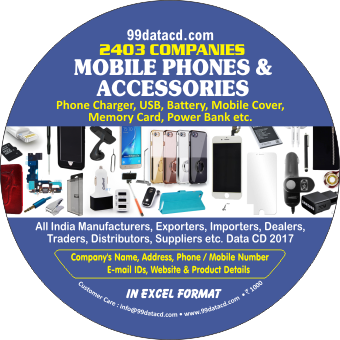 99datacd.com
2403 COMPANIES
MOBILE PHONES &
ACCESSORIES
Phone Charger, USB, Battery, Mobile Cover,
Memory Card, Power Bank etc.
All India Manufacturers, Exporters, Importers, Dealers,
Traders, Distributors, Suppliers etc. Data CD 2017
Company's Name, Address, Phone / Mobile Number
E-mail IDs, Website & Product Details
IN EXCEL FORMAT
Customer Care : info@99datacd.com • www.99datacd.com • ₹ 1000